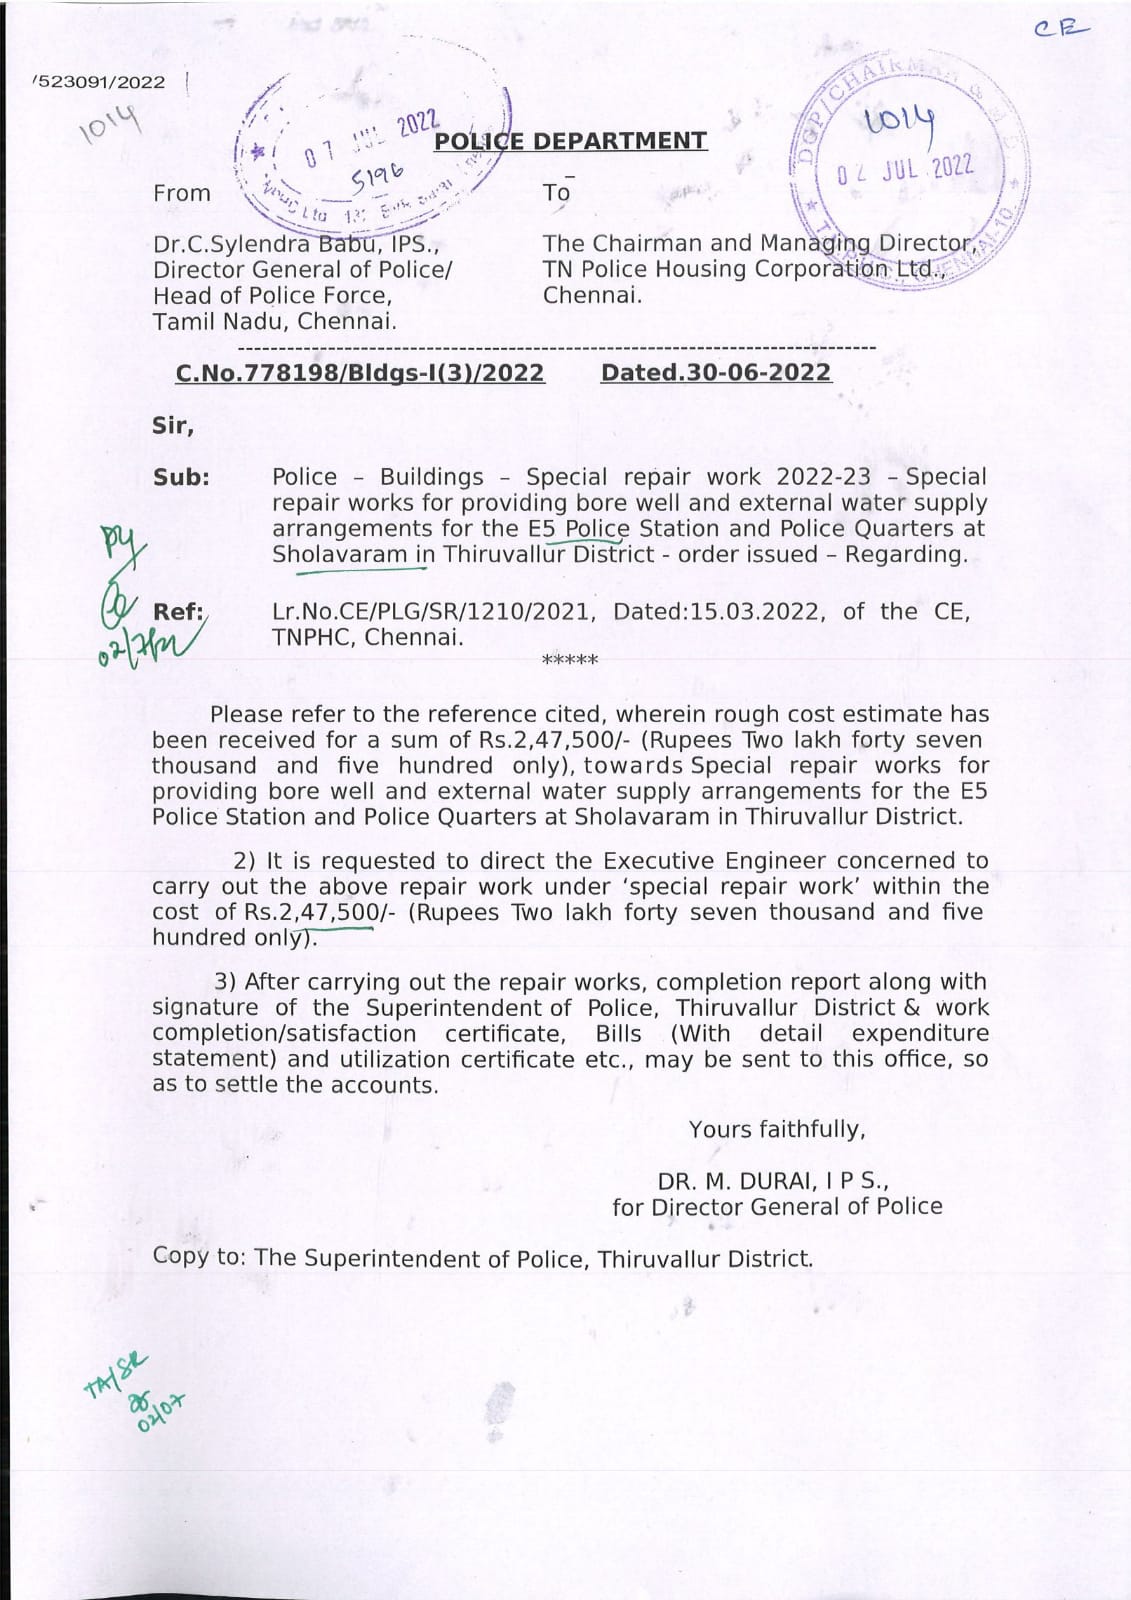 CE
/523091/2022
1014
07 JUL 2022
5196
DGP/CHAIRMAN & M.D.
1014
02 JUL 2022
CHENNAI-10.
POLICE DEPARTMENT
From
To
Dr.C.Sylendra Babu, IPS.,
Director General of Police/
Head of Police Force,
Tamil Nadu, Chennai.
The Chairman and Managing Director,
TN Police Housing Corporation Ltd.,
Chennai.
C.No.778198/Bldgs-I(3)/2022 Dated.30-06-2022
Sir,
Sub: Police – Buildings – Special repair work 2022-23 – Special
repair works for providing bore well and external water supply
arrangements for the E5 Police Station and Police Quarters at
Sholavaram in Thiruvallur District - order issued – Regarding.
Ref: Lr.No.CE/PLG/SR/1210/2021, Dated:15.03.2022, of the CE,
TNPHC, Chennai.
*****
Please refer to the reference cited, wherein rough cost estimate has
been received for a sum of Rs.2,47,500/- (Rupees Two lakh forty seven
thousand and five hundred only), towards Special repair works for
providing bore well and external water supply arrangements for the E5
Police Station and Police Quarters at Sholavaram in Thiruvallur District.
2) It is requested to direct the Executive Engineer concerned to
carry out the above repair work under ‘special repair work’ within the
cost of Rs.2,47,500/- (Rupees Two lakh forty seven thousand and five
hundred only).
3) After carrying out the repair works, completion report along with
signature of the Superintendent of Police, Thiruvallur District & work
completion/satisfaction certificate, Bills (With detail expenditure
statement) and utilization certificate etc., may be sent to this office, so
as to settle the accounts.
Yours faithfully,
DR. M. DURAI, I P S.,
for Director General of Police
Copy to: The Superintendent of Police, Thiruvallur District.
TA/SR
02/07